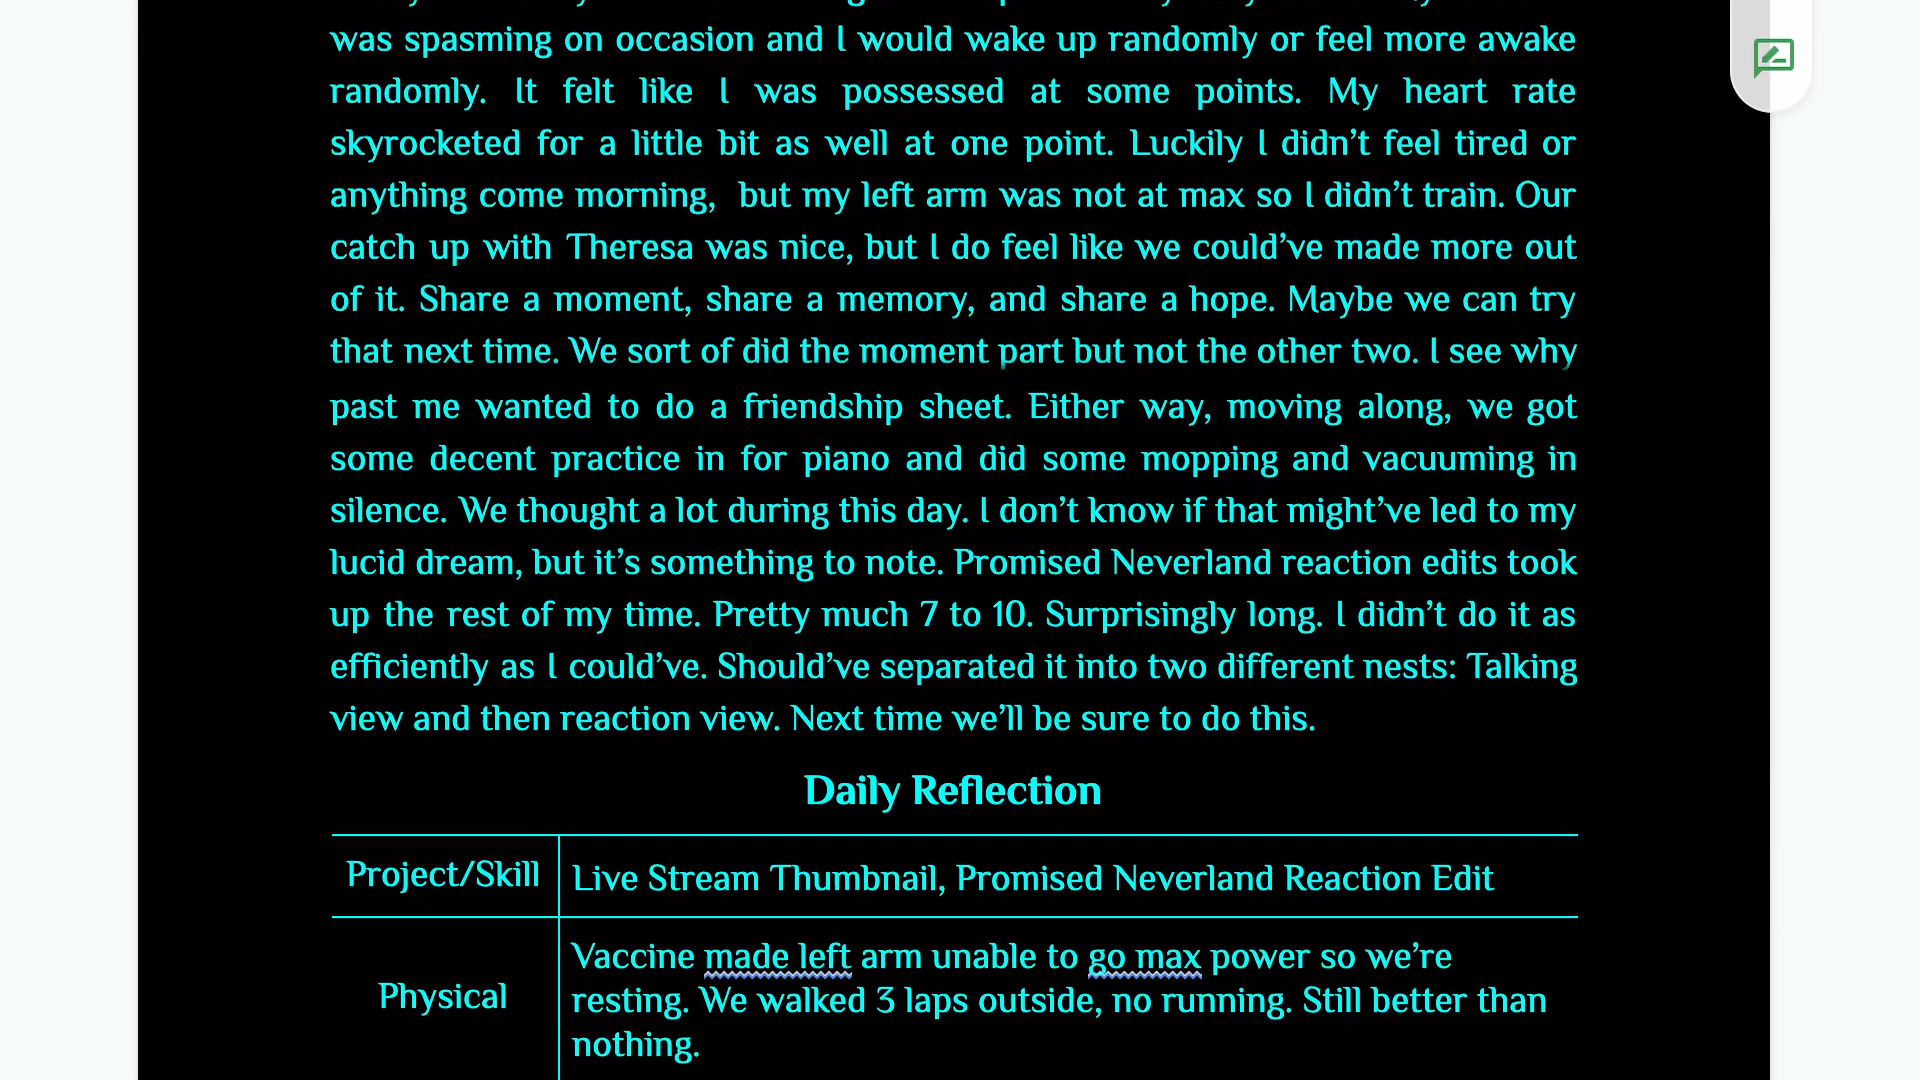 was spasming on occasion and I would wake up randomly or feel more awake
randomly. It felt like I was possessed at some points. My heart rate
skyrocketed for a little bit as well at one point. Luckily I didn’t feel tired or
anything come morning,  but my left arm was not at max so I didn’t train. Our
catch up with Theresa was nice, but I do feel like we could’ve made more out
of it. Share a moment, share a memory, and share a hope. Maybe we can try
that next time. We sort of did the moment part but not the other two. I see why
past me wanted to do a friendship sheet. Either way, moving along, we got
some decent practice in for piano and did some mopping and vacuuming in
silence. We thought a lot during this day. I don’t know if that might’ve led to my
lucid dream, but it’s something to note. Promised Neverland reaction edits took
up the rest of my time. Pretty much 7 to 10. Surprisingly long. I didn’t do it as
efficiently as I could’ve. Should’ve separated it into two different nests: Talking
view and then reaction view. Next time we’ll be sure to do this.
Daily Reflection
Project/Skill
Live Stream Thumbnail, Promised Neverland Reaction Edit
Physical
Vaccine made left arm unable to go max power so we’re
resting. We walked 3 laps outside, no running. Still better than
nothing.